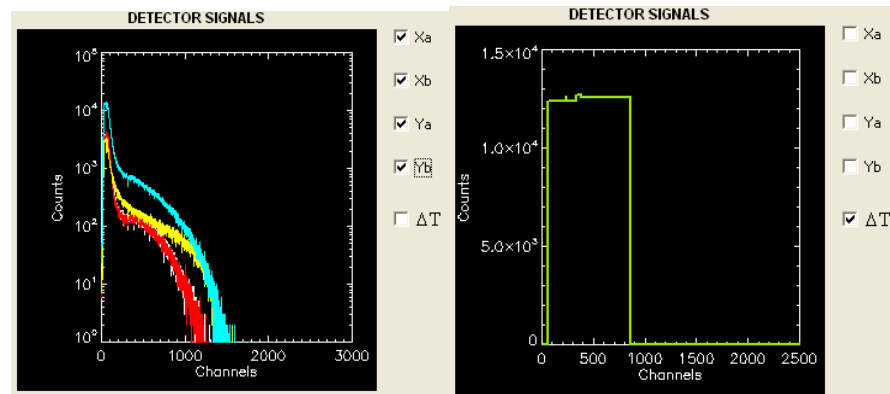 DETECTOR SIGNALS
10⁵
10⁴
10³
10²
10¹
10⁰
Counts
0
1000
2000
3000
Channels
Xa
Xb
Ya
Yb
ΔT
DETECTOR SIGNALS
1.5×10⁴
1.0×10⁴
5.0×10³
0
Counts
0
500
1000
1500
2000
2500
Channels
Xa
Xb
Ya
Yb
ΔT